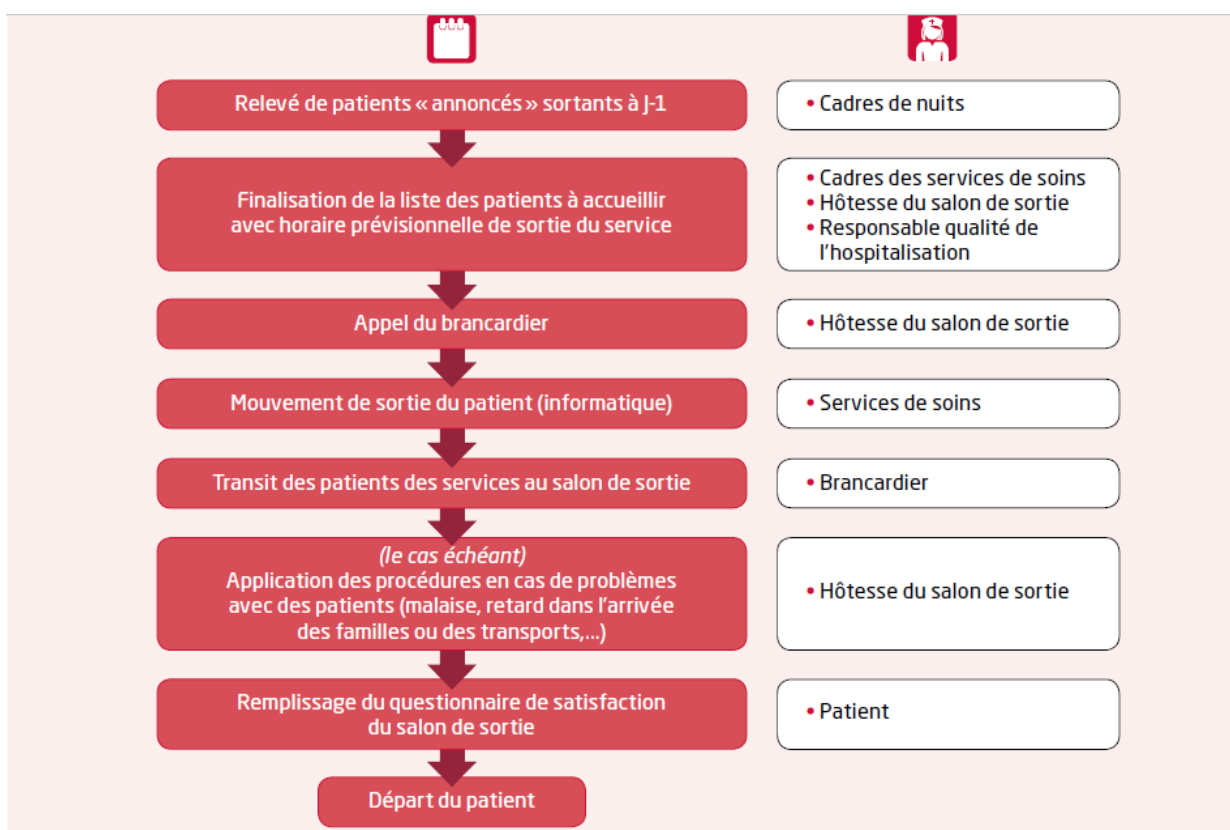 Relevé de patients « annoncés » sortants à J-1
• Cadres de nuits
Finalisation de la liste des patients à accueillir
avec horaire prévisionnelle de sortie du service
• Cadres des services de soins
• Hôtesse du salon de sortie
• Responsable qualité de
l'hospitalisation
Appel du brancardier
• Hôtesse du salon de sortie
Mouvement de sortie du patient (informatique)
• Services de soins
Transit des patients des services au salon de sortie
• Brancardier
(le cas échéant)
Application des procédures en cas de problèmes
avec des patients (malaise, retard dans l'arrivée
des familles ou des transports,...)
• Hôtesse du salon de sortie
Remplissage du questionnaire de satisfaction
du salon de sortie
• Patient
Départ du patient